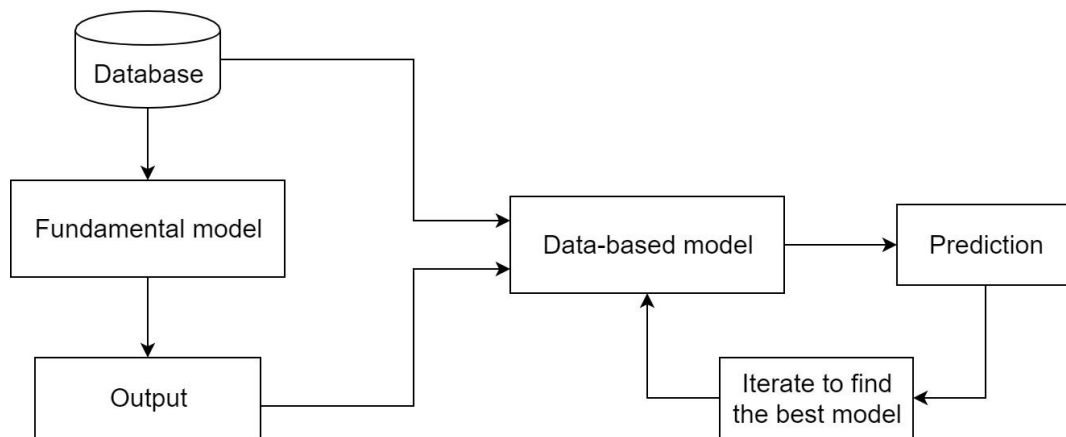 Database
Fundamental model
Output
Data-based model
Prediction
Iterate to find
the best model